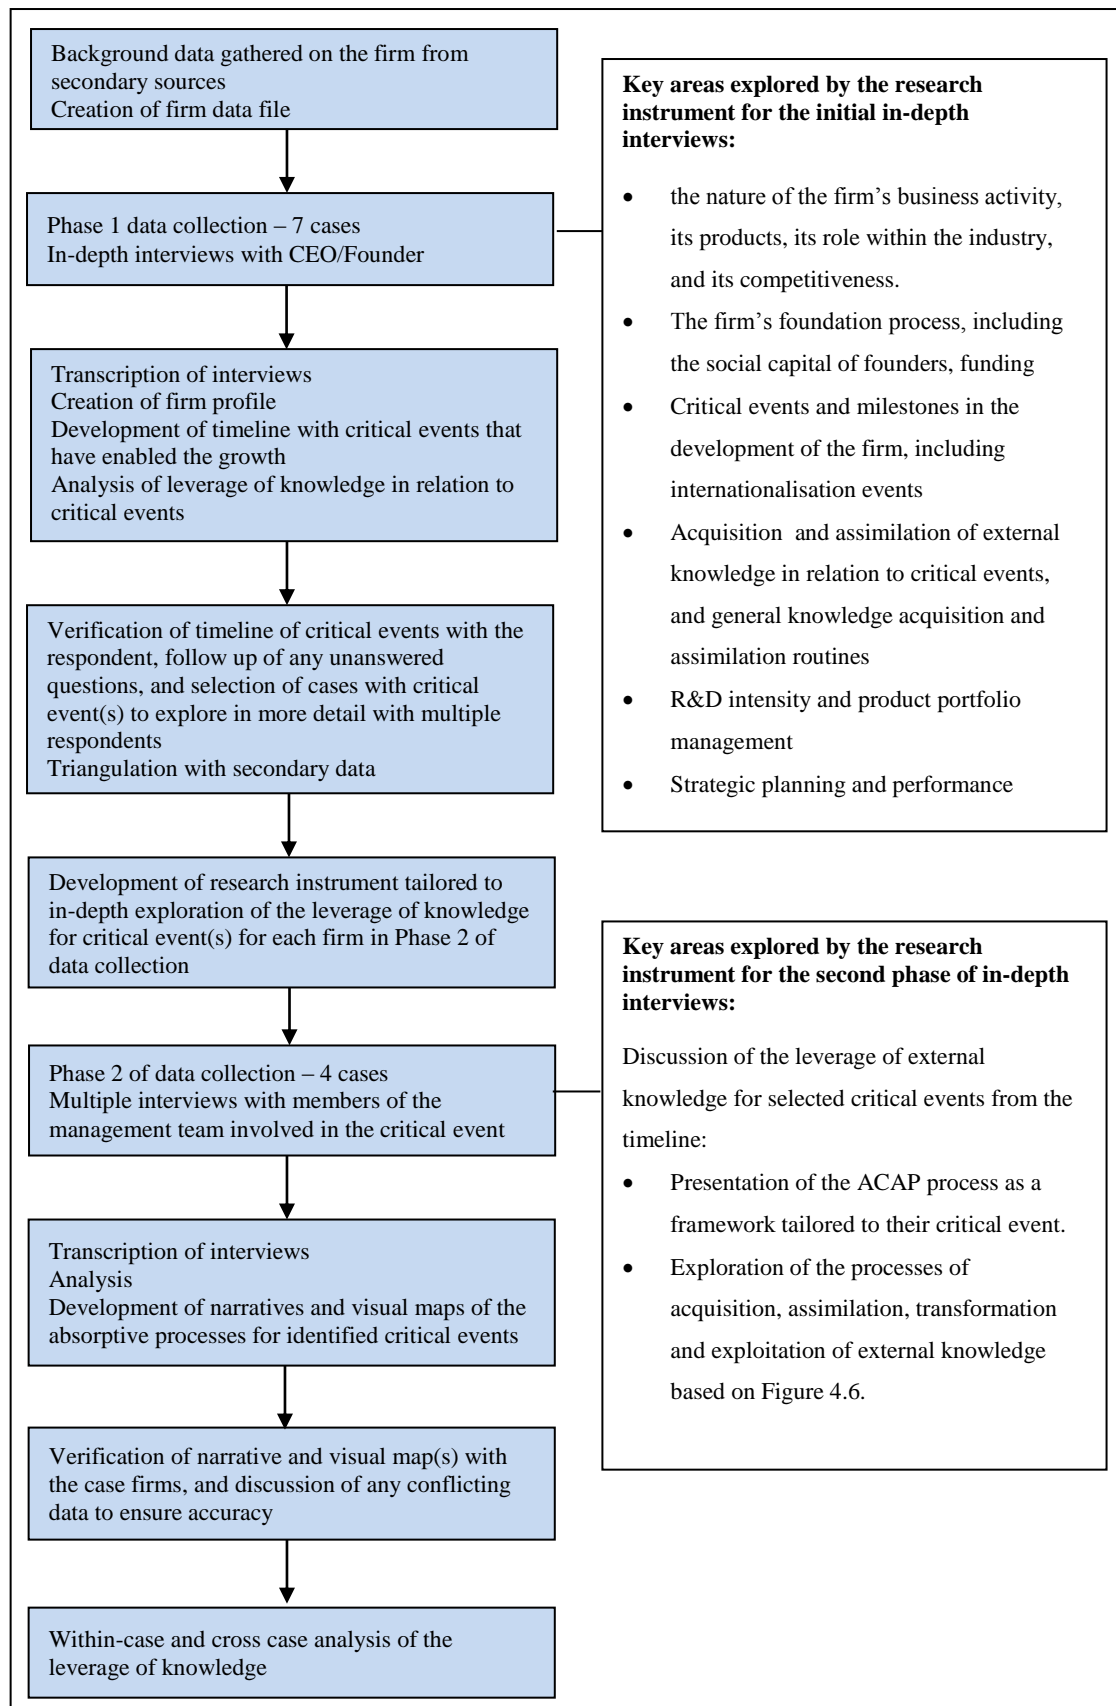 Background data gathered on the firm from
secondary sources
Creation of firm data file
Phase 1 data collection – 7 cases
In-depth interviews with CEO/Founder
Transcription of interviews
Creation of firm profile
Development of timeline with critical events that
have enabled the growth
Analysis of leverage of knowledge in relation to
critical events
Verification of timeline of critical events with the
respondent, follow up of any unanswered
questions, and selection of cases with critical
event(s) to explore in more detail with multiple
respondents
Triangulation with secondary data
Development of research instrument tailored to
in-depth exploration of the leverage of knowledge
for critical event(s) for each firm in Phase 2 of
data collection
Phase 2 of data collection – 4 cases
Multiple interviews with members of the
management team involved in the critical event
Transcription of interviews
Analysis
Development of narratives and visual maps of the
absorptive processes for identified critical events
Verification of narrative and visual map(s) with
the case firms, and discussion of any conflicting
data to ensure accuracy
Within-case and cross case analysis of the
leverage of knowledge
Key areas explored by the research
instrument for the initial in-depth
interviews:
• the nature of the firm's business activity,
its products, its role within the industry,
and its competitiveness.
• The firm's foundation process, including
the social capital of founders, funding
• Critical events and milestones in the
development of the firm, including
internationalisation events
• Acquisition and assimilation of external
knowledge in relation to critical events,
and general knowledge acquisition and
assimilation routines
• R&D intensity and product portfolio
management
• Strategic planning and performance
Key areas explored by the research
instrument for the second phase of in-depth
interviews:
Discussion of the leverage of external
knowledge for selected critical events from the
timeline:
• Presentation of the ACAP process as a
framework tailored to their critical event.
• Exploration of the processes of
acquisition, assimilation, transformation
and exploitation of external knowledge
based on Figure 4.6.